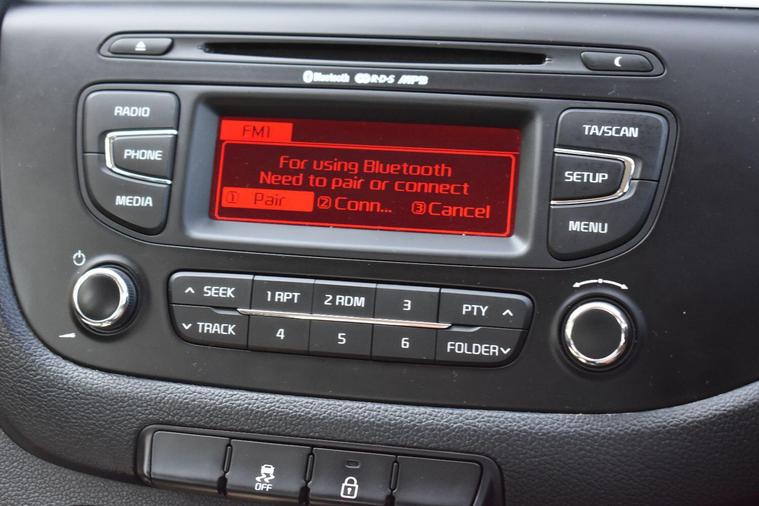 Bluetooth R·D·S MP3
RADIO
PHONE
MEDIA
FM1
For using Bluetooth
Need to pair or connect
① Pair ② Conn... ③ Cancel
TA/SCAN
SETUP
MENU
SEEK 1 RPT 2 RDM 3 PTY
TRACK 4 5 6 FOLDER
OFF